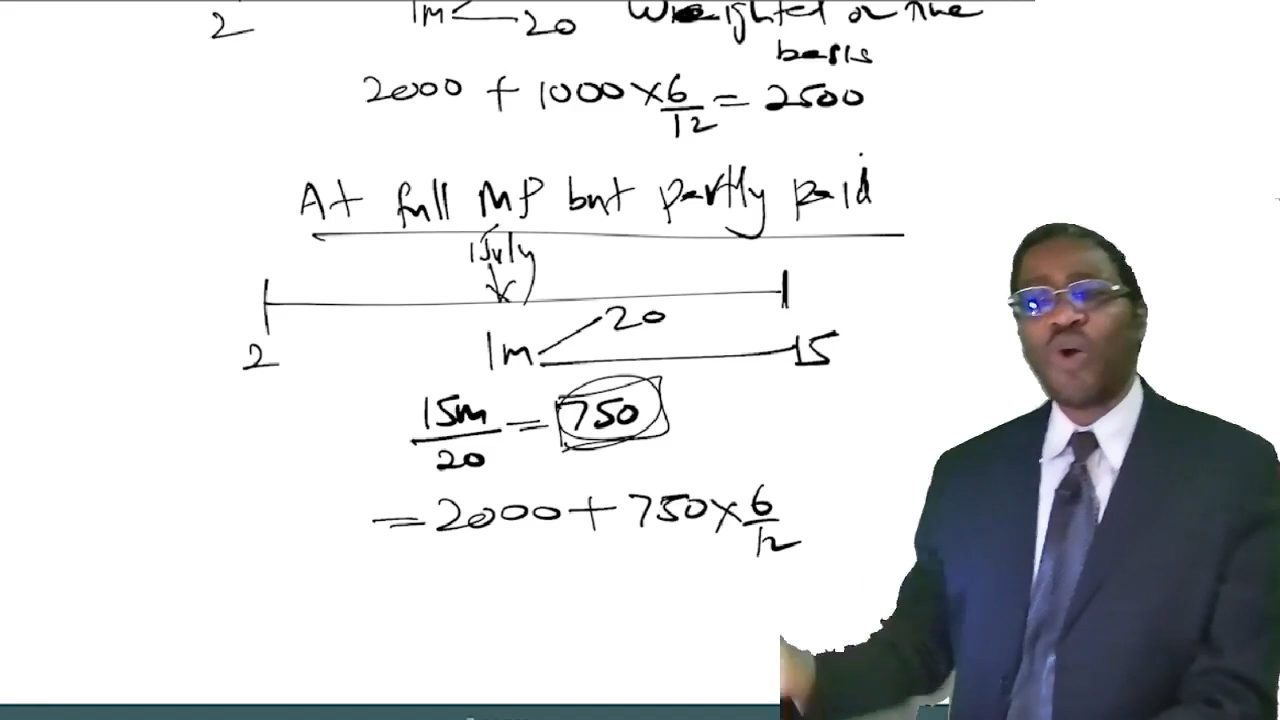 2 1m 20 Weighted on time
basis
2000 + 1000 × 6/12 = 2500
At full MP but partly paid
1 July
20
2 1m 15
15m/20 = 750
= 2000 + 750 × 6/12